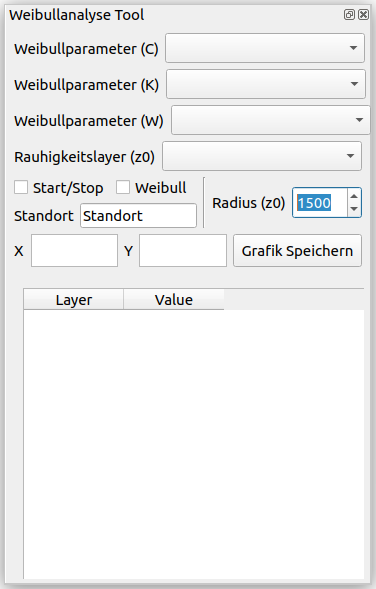 Weibullanalyse Tool
Weibullparameter (C)
Weibullparameter (K)
Weibullparameter (W)
Rauhigkeitslayer (z0)
Start/Stop Weibull
Radius (z0) 1500
Standort Standort
X Y Grafik Speichern
Layer Value